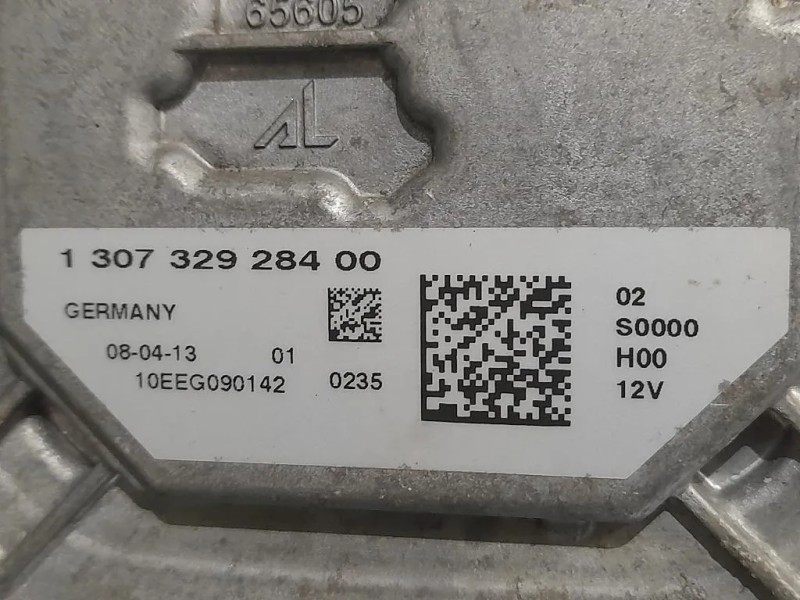 65605
AL
1 307 329 284 00
GERMANY
08-04-13 01
10EEG090142 0235
02
S0000
H00
12V